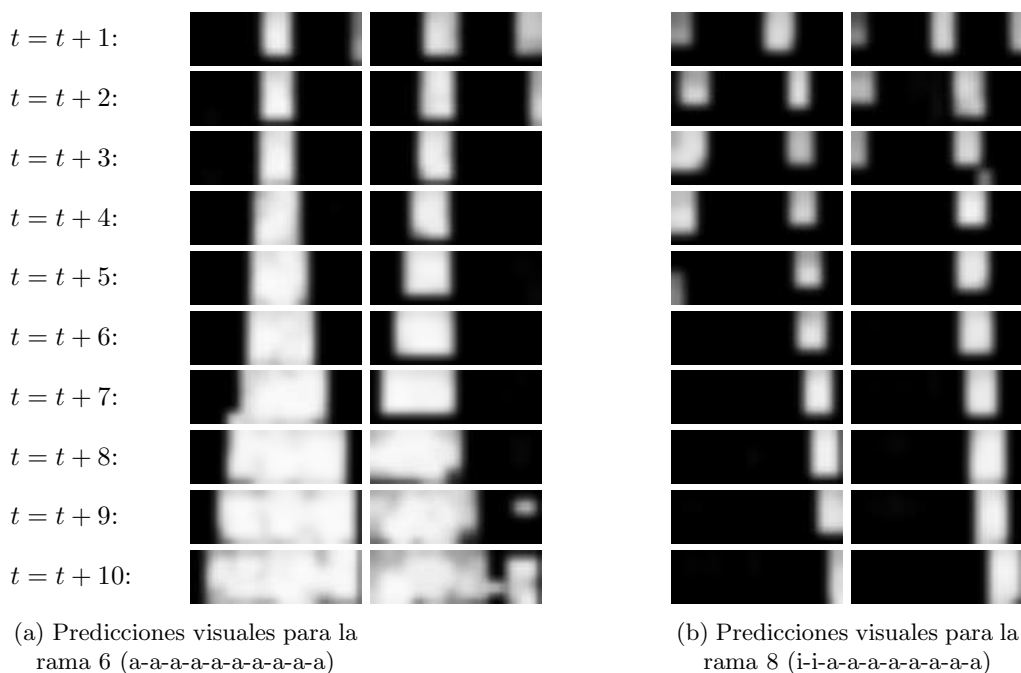 t = t + 1:
t = t + 2:
t = t + 3:
t = t + 4:
t = t + 5:
t = t + 6:
t = t + 7:
t = t + 8:
t = t + 9:
t = t + 10:
(a) Predicciones visuales para la
rama 6 (a-a-a-a-a-a-a-a-a-a)
(b) Predicciones visuales para la
rama 8 (i-i-a-a-a-a-a-a-a-a)